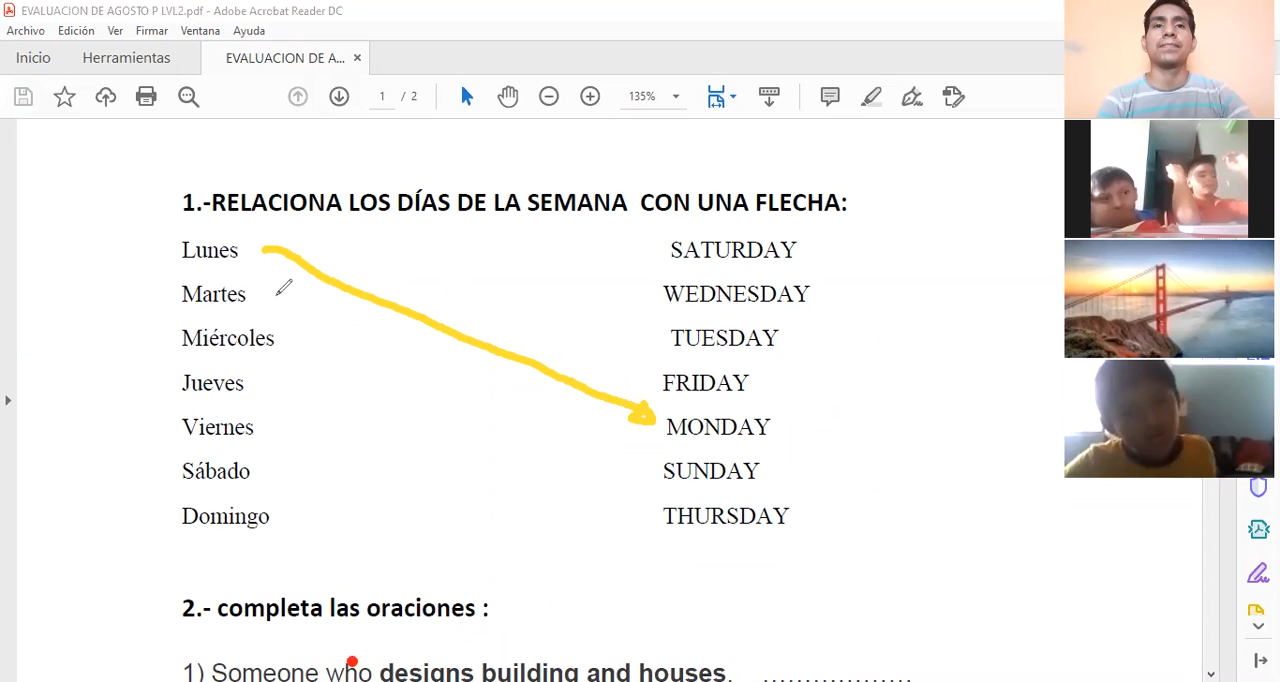 EVALUACION DE AGOSTO P LVL2.pdf - Adobe Acrobat Reader DC
Archivo Edición Ver Firmar Ventana Ayuda
Inicio Herramientas EVALUACION DE A... ×
1 / 2 135%
1.-RELACIONA LOS DÍAS DE LA SEMANA CON UNA FLECHA:
Lunes SATURDAY
Martes WEDNESDAY
Miércoles TUESDAY
Jueves FRIDAY
Viernes MONDAY
Sábado SUNDAY
Domingo THURSDAY
2.- completa las oraciones :
1) Someone who designs building and houses. .................